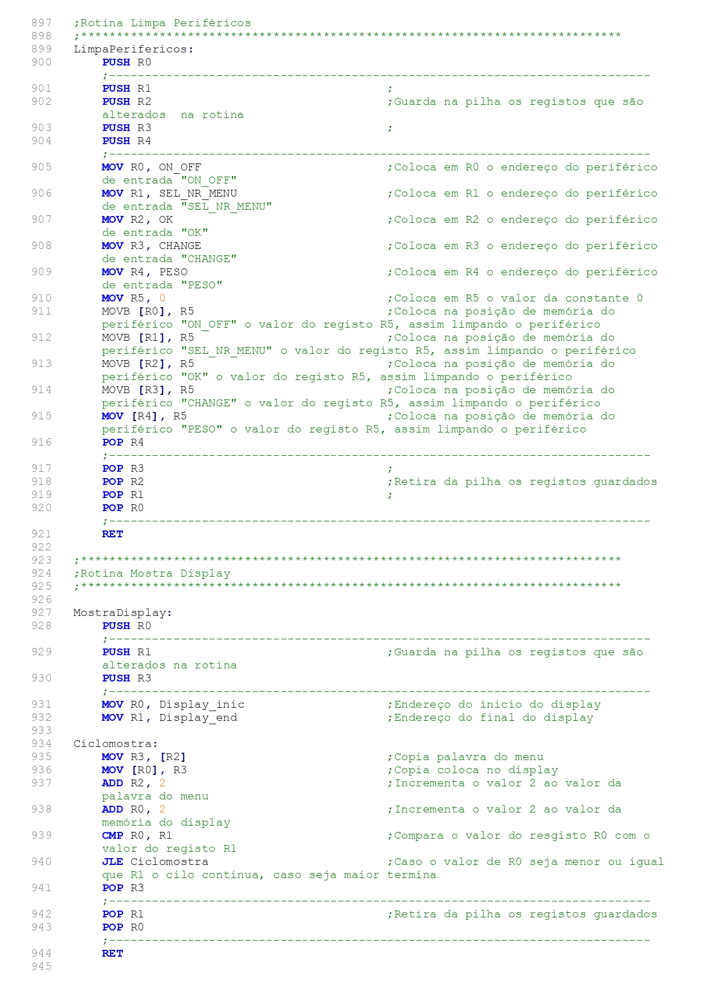 897 ;Rotina Limpa Periféricos
898 ;****************************************************************************
899 LimpaPerifericos:
900 PUSH R0
;----------------------------------------------------------------------------
901 PUSH R1 ;
902 PUSH R2 ;Guarda na pilha os registos que são
alterados  na rotina
903 PUSH R3 ;
904 PUSH R4
;----------------------------------------------------------------------------
905 MOV R0, ON_OFF ;Coloca em R0 o endereço do periférico
de entrada "ON_OFF"
906 MOV R1, SEL_NR_MENU ;Coloca em R1 o endereço do periférico
de entrada "SEL_NR_MENU"
907 MOV R2, OK ;Coloca em R2 o endereço do periférico
de entrada "OK"
908 MOV R3, CHANGE ;Coloca em R3 o endereço do periférico
de entrada "CHANGE"
909 MOV R4, PESO ;Coloca em R4 o endereço do periférico
de entrada "PESO"
910 MOV R5, 0 ;Coloca em R5 o valor da constante 0
911 MOVB [R0], R5 ;Coloca na posição de memória do
periférico "ON_OFF" o valor do registo R5, assim limpando o periférico
912 MOVB [R1], R5 ;Coloca na posição de memória do
periférico "SEL_NR_MENU" o valor do registo R5, assim limpando o periférico
913 MOVB [R2], R5 ;Coloca na posição de memória do
periférico "OK" o valor do registo R5, assim limpando o periférico
914 MOVB [R3], R5 ;Coloca na posição de memória do
periférico "CHANGE" o valor do registo R5, assim limpando o periférico
915 MOV [R4], R5 ;Coloca na posição de memória do
periférico "PESO" o valor do registo R5, assim limpando o periférico
916 POP R4
;----------------------------------------------------------------------------
917 POP R3 ;
918 POP R2 ;Retira da pilha os registos guardados
919 POP R1 ;
920 POP R0
;----------------------------------------------------------------------------
921 RET
922
923 ;****************************************************************************
924 ;Rotina Mostra Display
925 ;****************************************************************************
926
927 MostraDisplay:
928 PUSH R0
;----------------------------------------------------------------------------
929 PUSH R1 ;Guarda na pilha os registos que são
alterados na rotina
930 PUSH R3
;----------------------------------------------------------------------------
931 MOV R0, Display_inic ;Endereço do ínicio do display
932 MOV R1, Display_end ;Endereço do final do display
933
934 Ciclomostra:
935 MOV R3, [R2] ;Copia palavra do menu
936 MOV [R0], R3 ;Copia coloca no display
937 ADD R2, 2 ;Incrementa o valor 2 ao valor da
palavra do menu
938 ADD R0, 2 ;Incrementa o valor 2 ao valor da
memória do display
939 CMP R0, R1 ;Compara o valor do resgisto R0 com o
valor do registo R1
940 JLE Ciclomostra ;Caso o valor de R0 seja menor ou igual
que R1 o cilo continua, caso seja maior termina
941 POP R3
;----------------------------------------------------------------------------
942 POP R1 ;Retira da pilha os registos guardados
943 POP R0
;----------------------------------------------------------------------------
944 RET
945